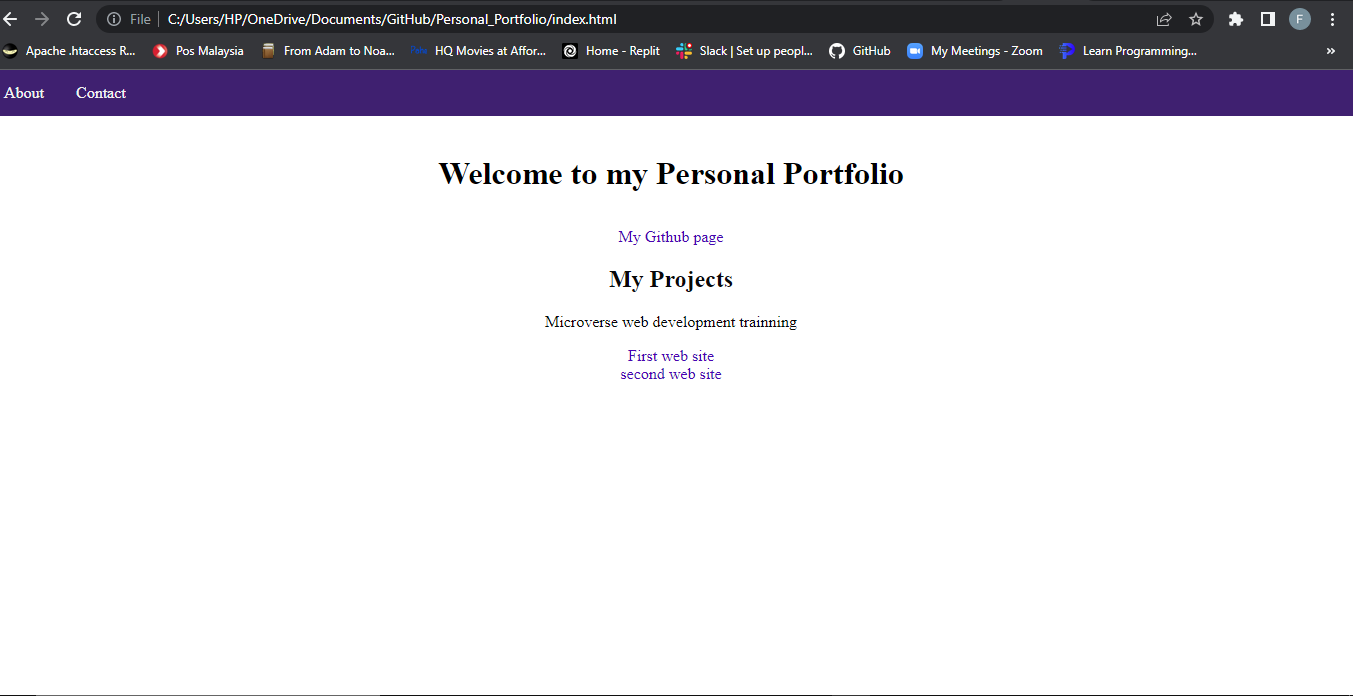 File C:/Users/HP/OneDrive/Documents/GitHub/Personal_Portfolio/index.html F
Apache .htaccess R... Pos Malaysia From Adam to Noa... HQ Movies at Affor... Home - Replit Slack | Set up peopl... GitHub My Meetings - Zoom Learn Programming... »
About Contact
Welcome to my Personal Portfolio
My Github page
My Projects
Microverse web development trainning
First web site
second web site